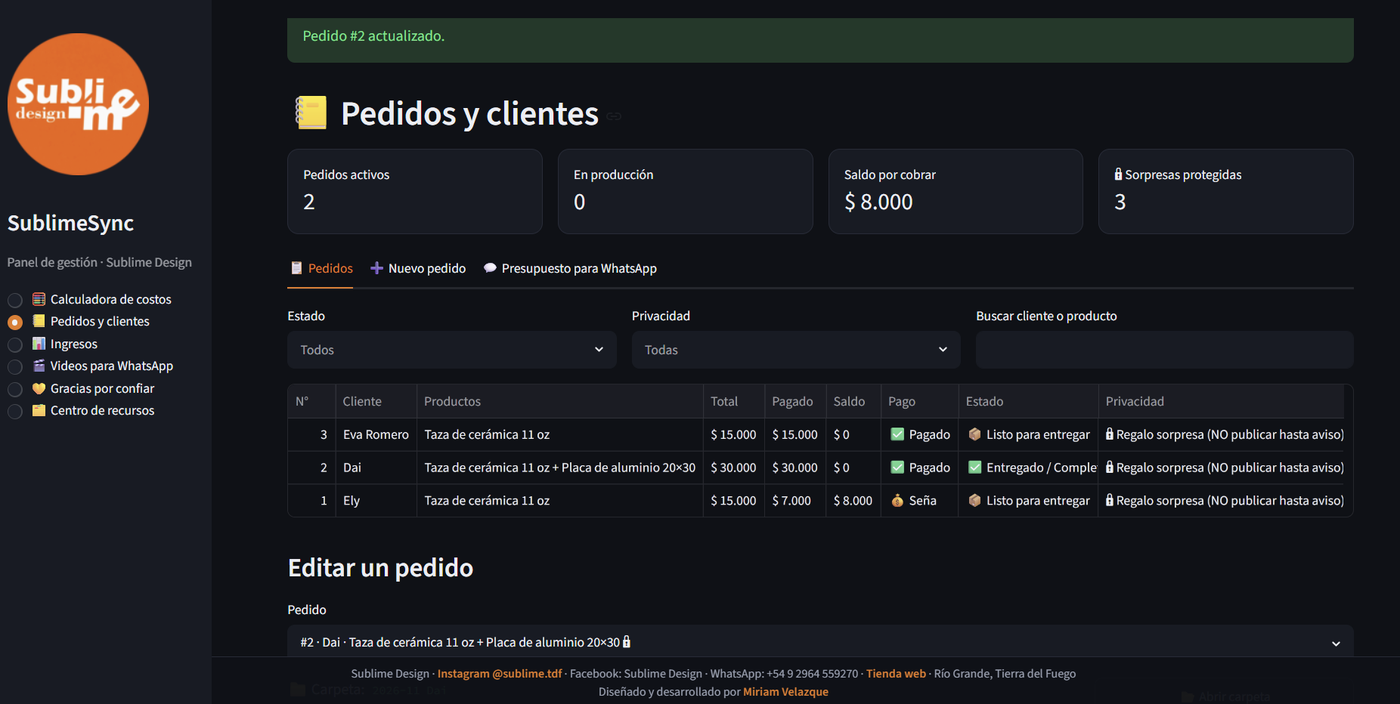 Sublime
design
SublimeSync
Panel de gestión · Sublime Design
Calculadora de costos
Pedidos y clientes
Ingresos
Videos para WhatsApp
Gracias por confiar
Centro de recursos
Pedido #2 actualizado.
Pedidos y clientes
Pedidos activos
2
En producción
0
Saldo por cobrar
$ 8.000
Sorpresas protegidas
3
Pedidos Nuevo pedido Presupuesto para WhatsApp
Estado Privacidad Buscar cliente o producto
Todos Todas
N° Cliente Productos Total Pagado Saldo Pago Estado Privacidad
3 Eva Romero Taza de cerámica 11 oz $ 15.000 $ 15.000 $ 0 ✅ Pagado 📦 Listo para entregar 🔒 Regalo sorpresa (NO publicar hasta aviso)
2 Dai Taza de cerámica 11 oz + Placa de aluminio 20×30 $ 30.000 $ 30.000 $ 0 ✅ Pagado ✅ Entregado / Comple 🔒 Regalo sorpresa (NO publicar hasta aviso)
1 Ely Taza de cerámica 11 oz $ 15.000 $ 7.000 $ 8.000 💰 Seña 📦 Listo para entregar 🔒 Regalo sorpresa (NO publicar hasta aviso)
Editar un pedido
Pedido
#2 · Dai · Taza de cerámica 11 oz + Placa de aluminio 20×30 🔒
Sublime Design · Instagram @sublime.tdf · Facebook: Sublime Design · WhatsApp: +54 9 2964 559270 · Tienda web · Río Grande, Tierra del Fuego
Diseñado y desarrollado por Miriam Velazque
Carpeta:
Abrir carpeta